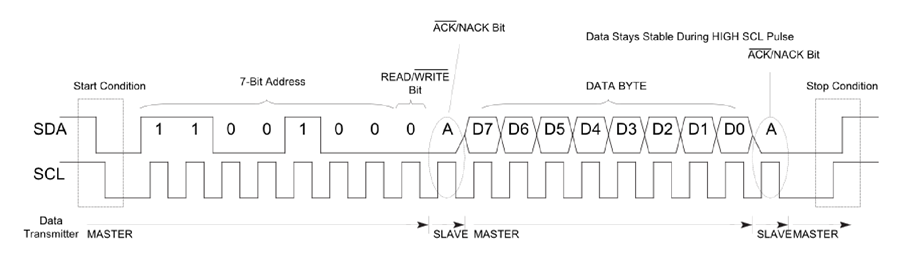 ACK/NACK Bit
Data Stays Stable During HIGH SCL Pulse
ACK/NACK Bit
Start Condition
7-Bit Address
READ/WRITE
Bit
DATA BYTE
Stop Condition
SDA 1 1 0 0 1 0 0 0 A D7 D6 D5 D4 D3 D2 D1 D0 A
SCL
Data
Transmitter MASTER SLAVE MASTER SLAVE MASTER